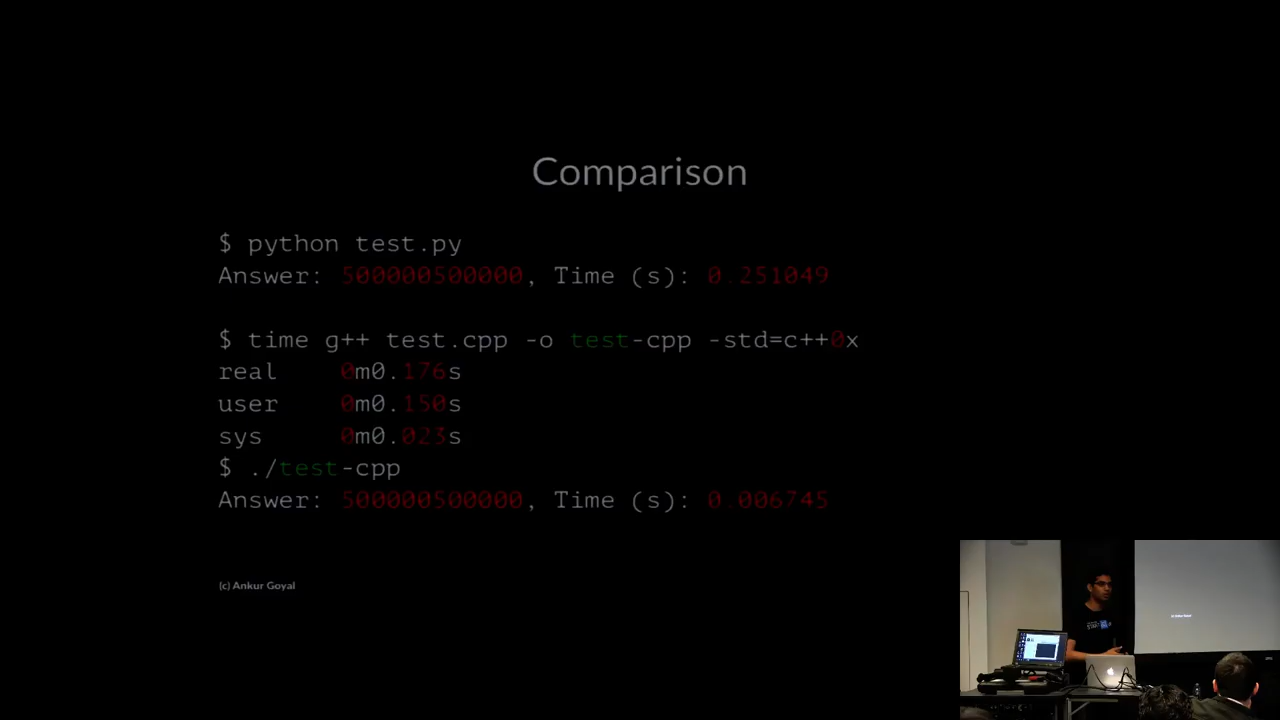 Comparison
$ python test.py
Answer: 500000500000, Time (s): 0.251049
$ time g++ test.cpp -o test-cpp -std=c++0x
real 0m0.176s
user 0m0.150s
sys 0m0.023s
$ ./test-cpp
Answer: 500000500000, Time (s): 0.006745
(c) Ankur Goyal